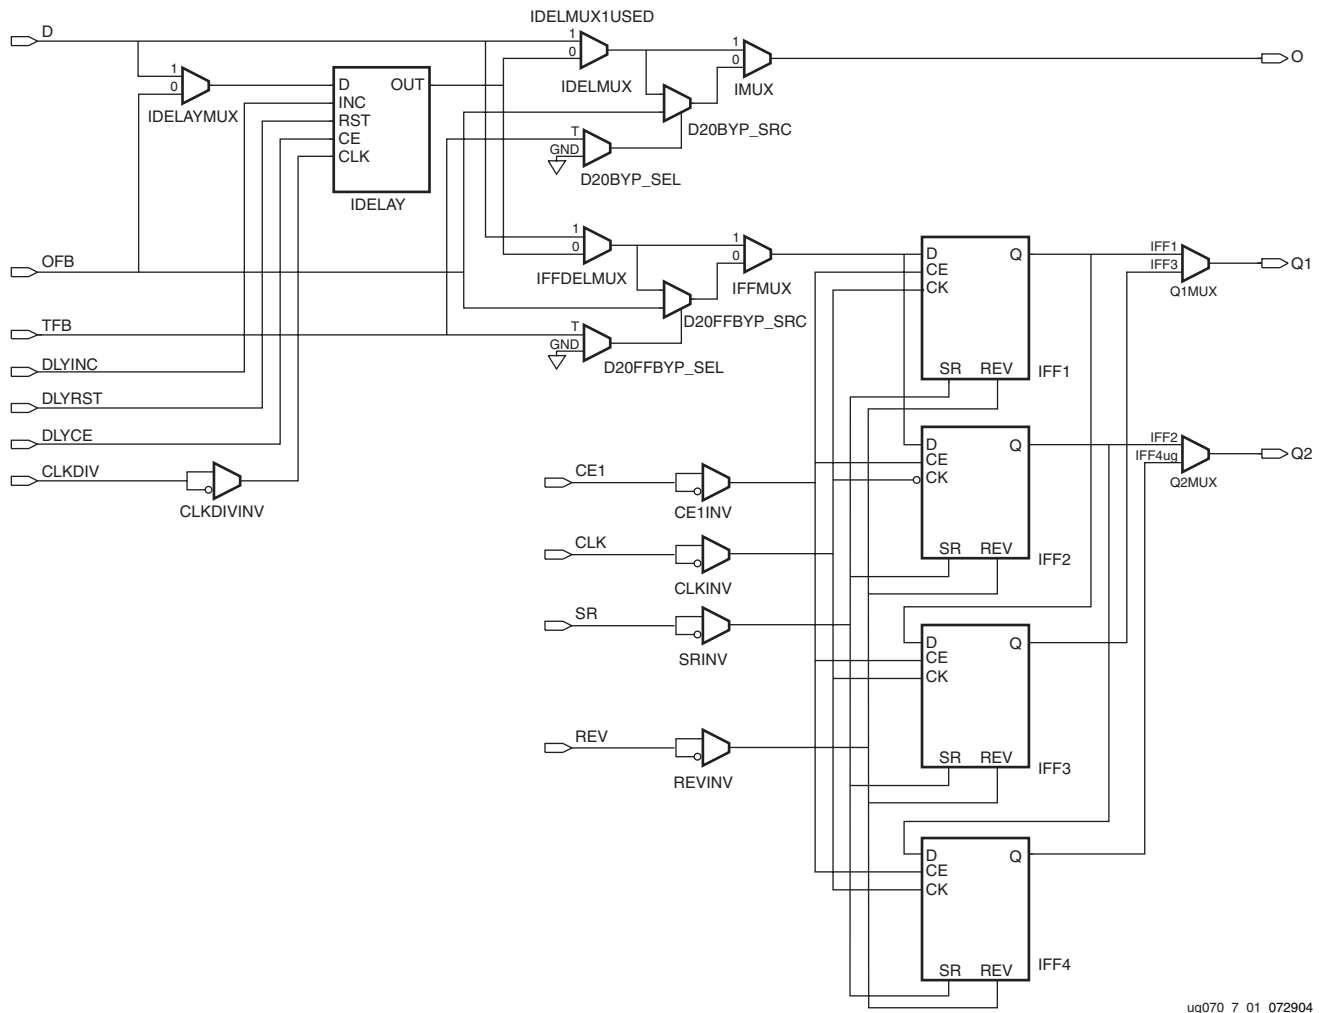 IDELMUX1USED
D
1
0
1
0
O
IDELMUX
IMUX
1
0
IDELAYMUX
D
INC
RST
CE
CLK
OUT
IDELAY
D20BYP_SRC
T
GND
D20BYP_SEL
1
0
IFFDELMUX
1
0
IFFMUX
OFB
D20FFBYP_SRC
TFB
T
GND
D20FFBYP_SEL
DLYINC
DLYRST
DLYCE
CLKDIV
CLKDIVINV
D
CE
CK
Q
SR
REV
IFF1
IFF1
IFF3
Q1MUX
Q1
D
CE
CK
Q
SR
REV
IFF2
IFF2
IFF4ug
Q2MUX
Q2
CE1
CE1INV
CLK
CLKINV
SR
SRINV
REV
REVINV
D
CE
CK
Q
SR
REV
IFF3
D
CE
CK
Q
SR
REV
IFF4
ug070_7_01_072904